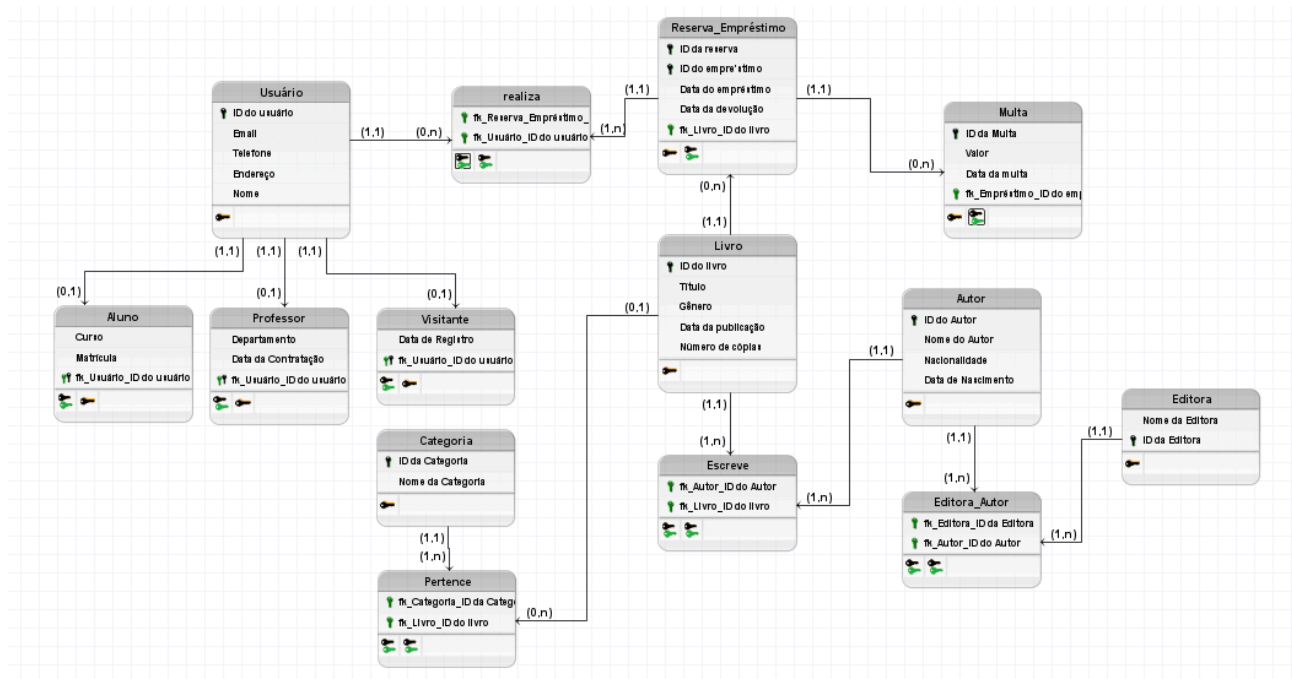 Reserva_Empréstimo
ID da reserva
ID do empre'stimo
Data do empréstimo
Data da devolução
fk_Livro_ID do livro
Usuário
ID do usuário
Email
Telefone
Endereço
Nome
realiza
fk_Reserva_Empréstimo_
fk_Usuário_ID do usuário
Multa
ID da Multa
Valor
Data da multa
fk_Empréstimo_ID do emp
(1,1)
(0,n)
(1,1)
(1,n)
(1,1)
(0,n)
(0,n)
(1,1)
Livro
ID do livro
Título
Gênero
Data da publicação
Número de cópias
(1,1)
(1,1)
(1,1)
(0,1)
(0,1)
(0,1)
Aluno
Curso
Matrícula
fk_Usuário_ID do usuário
Professor
Departamento
Data da Contratação
fk_Usuário_ID do usuário
Visitante
Data de Registro
fk_Usuário_ID do usuário
(0,1)
Autor
ID do Autor
Nome do Autor
Nacionalidade
Data de Nascimento
(1,1)
(1,1)
(1,n)
(1,n)
Editora
Nome da Editora
ID da Editora
(1,1)
(1,1)
(1,n)
(1,n)
Categoria
ID da Categoria
Nome da Categoria
Escreve
fk_Autor_ID do Autor
fk_Livro_ID do livro
Editora_Autor
fk_Editora_ID da Editora
fk_Autor_ID do Autor
(1,1)
(1,n)
Pertence
fk_Categoria_ID da Catego
fk_Livro_ID do livro
(0,n)